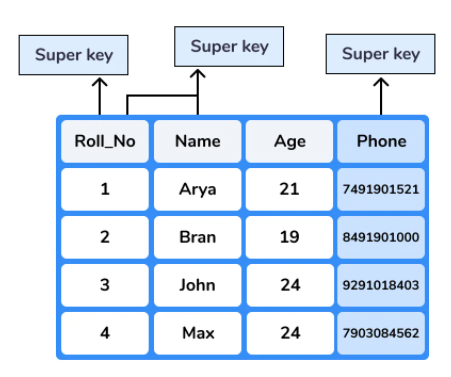 Super key
Super key
Super key
Roll_No Name Age Phone
1 Arya 21 7491901521
2 Bran 19 8491901000
3 John 24 9291018403
4 Max 24 7903084562